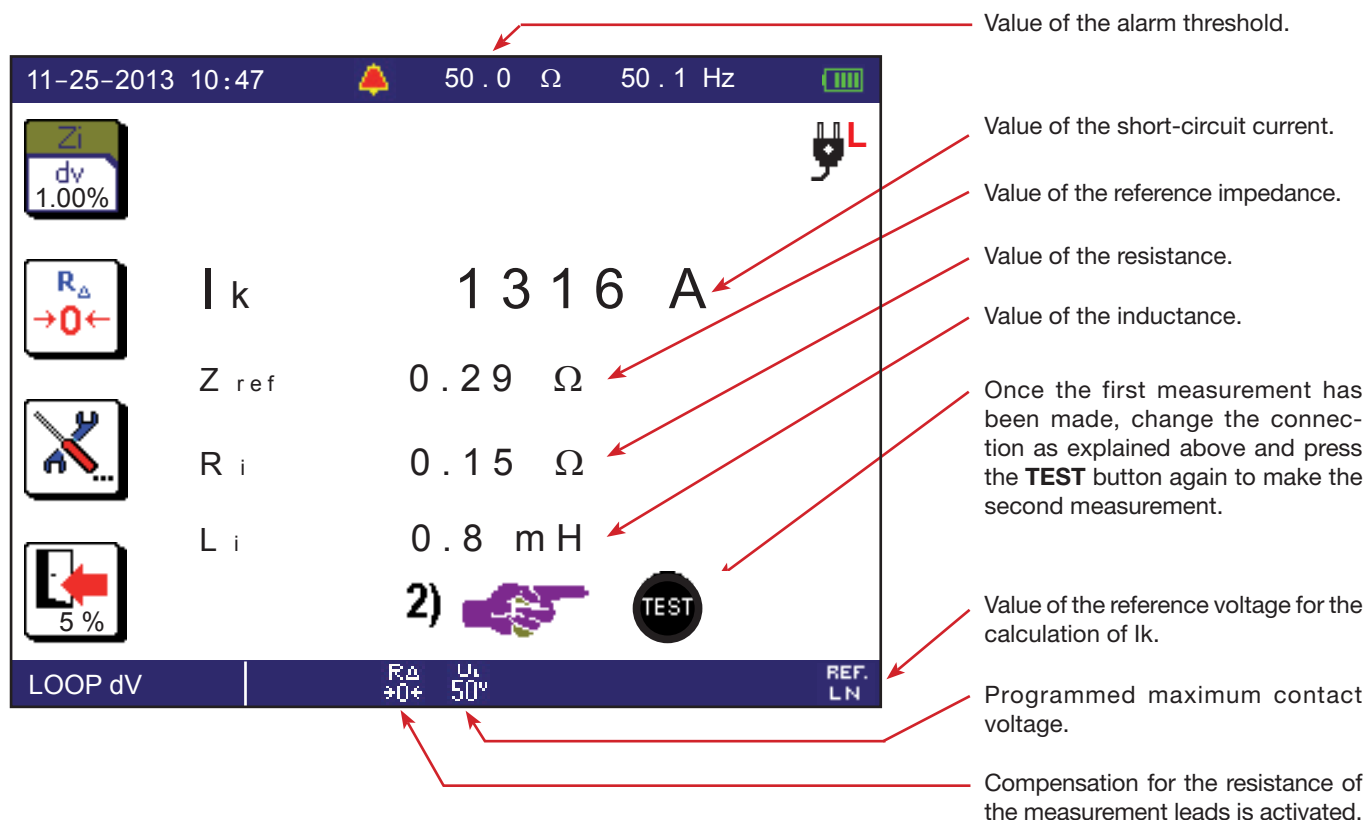 Value of the alarm threshold.
11-25-2013 10:47 50.0 Ω 50.1 Hz
Zi
dv
1.00%
L
Value of the short-circuit current.
Value of the reference impedance.
Value of the resistance.
Value of the inductance.
RΔ
→0←
Ik 1316 A
Z ref 0.29 Ω
R i 0.15 Ω
L i 0.8 mH
...
5 %
2) TEST
Once the first measurement has
been made, change the connec-
tion as explained above and press
the TEST button again to make the
second measurement.
LOOP dV
RΔ
→0←
UL
50V
REF.
LN
Value of the reference voltage for the
calculation of Ik.
Programmed maximum contact
voltage.
Compensation for the resistance of
the measurement leads is activated.